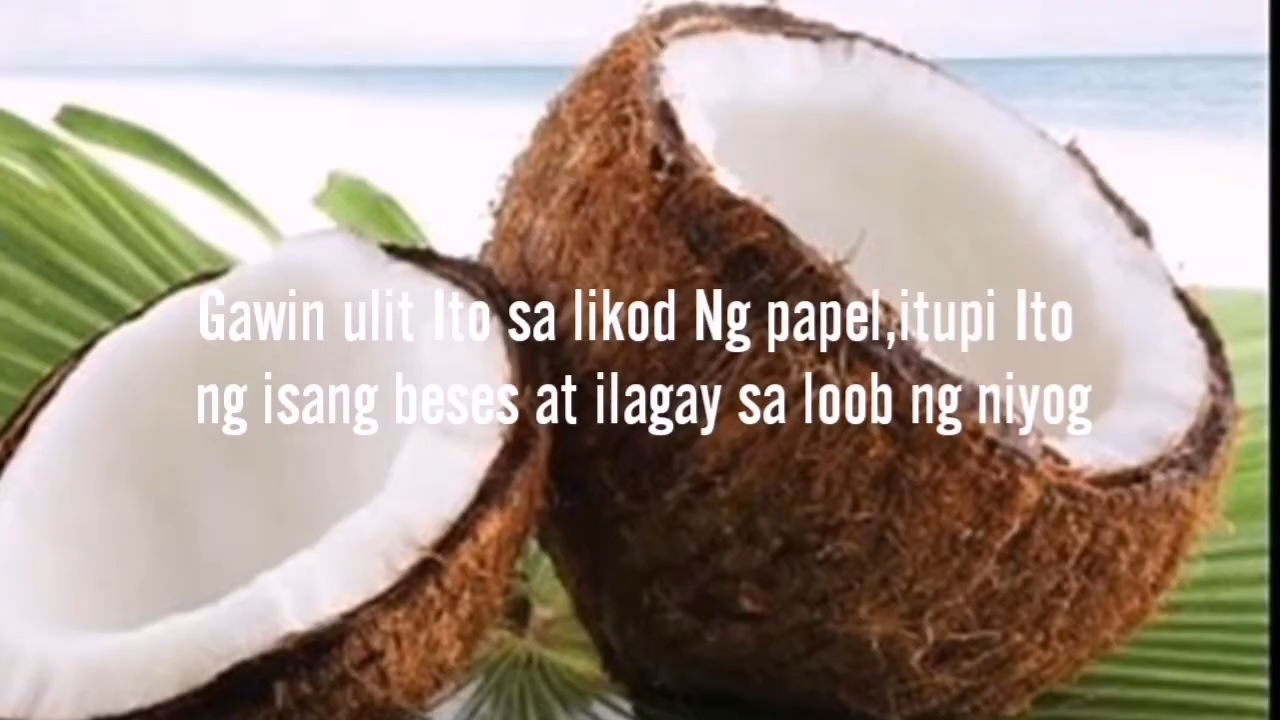 Gawin ulit Ito sa likod Ng papel,itupi Ito
ng isang beses at ilagay sa loob ng niyog